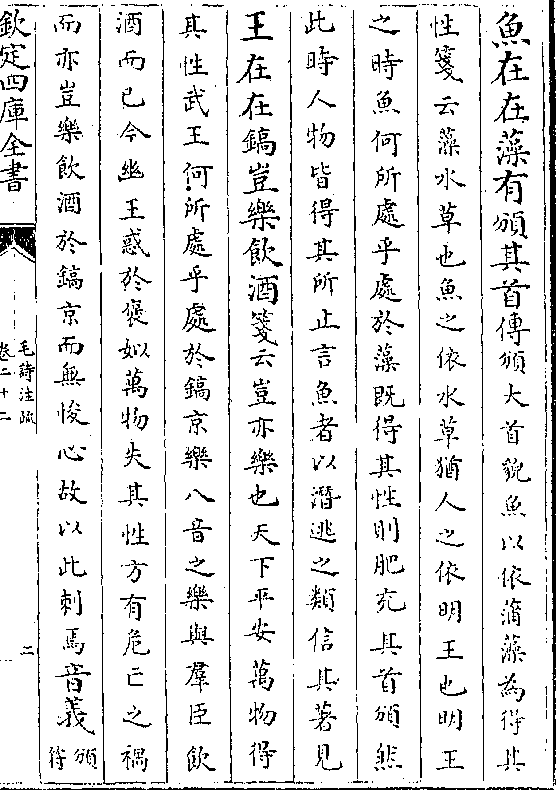 魚在在藻有頒其首傳頒大首貌魚以依蒲藻為得其
性箋云藻水草也魚之依水草猶人之依明王也明王
之時魚何所處乎處於藻既得其性則肥充其首頒然
此時人物皆得其所止言魚者以潛逃之類信其著見
王在在鎬豈樂飲酒箋云豈亦樂也天下平安萬物得
其性武王何所處乎處於鎬京樂八音之樂與羣臣飲
酒而已今幽王惑於褒姒萬物失其性方有危亡之禍
而亦豈樂飲酒於鎬京而無悛心故以此刺焉音義頒
符
欽定四庫全書
毛詩注疏
卷二十二
二